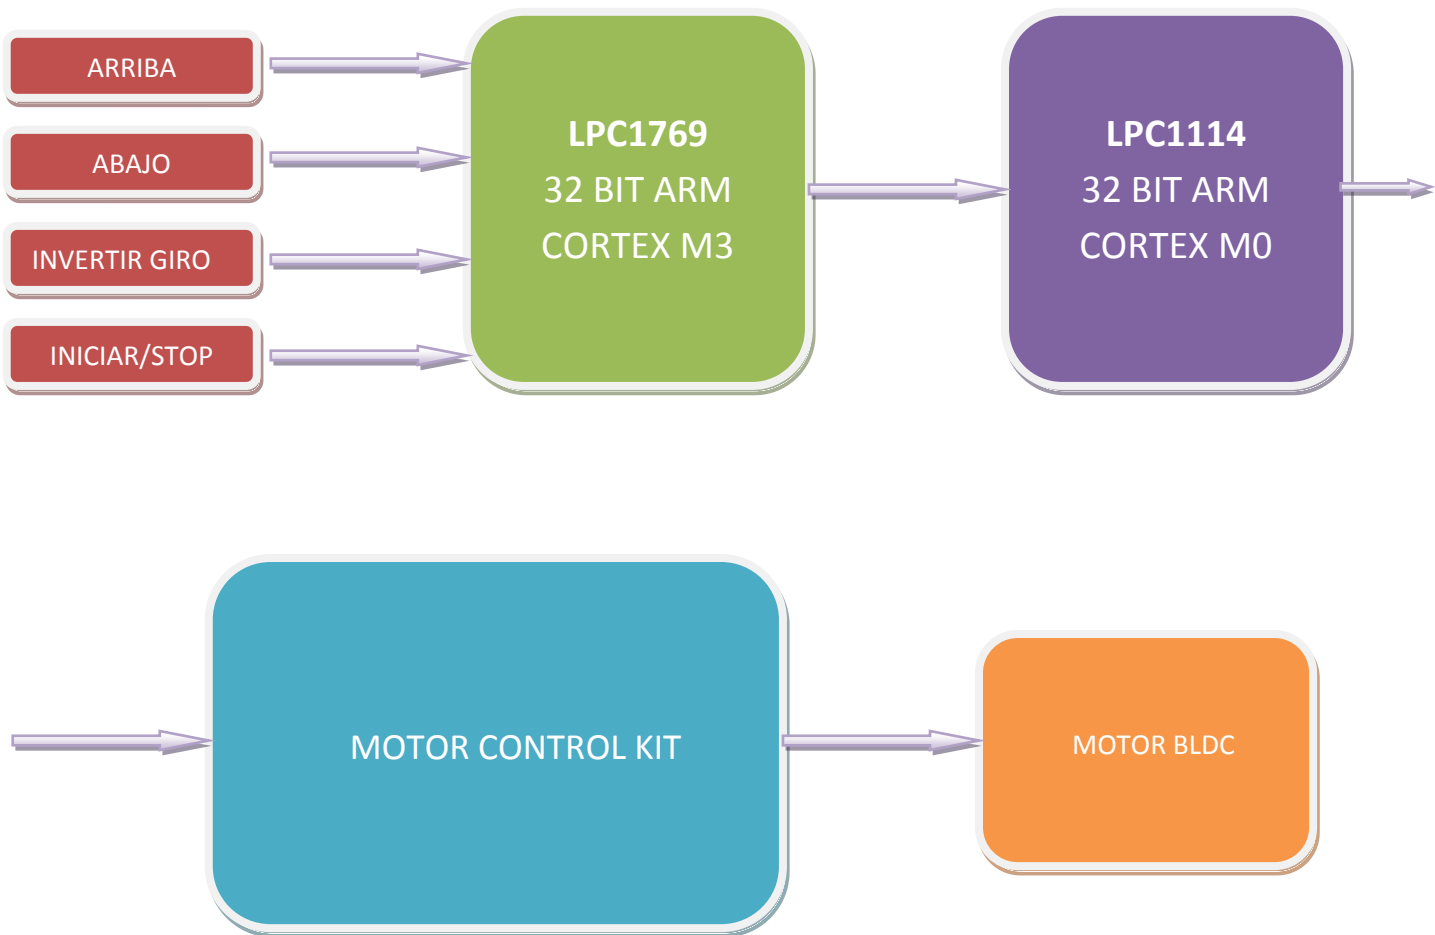 ARRIBA
ABAJO
INVERTIR GIRO
INICIAR/STOP
LPC1769
32 BIT ARM
CORTEX M3
LPC1114
32 BIT ARM
CORTEX M0
MOTOR CONTROL KIT
MOTOR BLDC